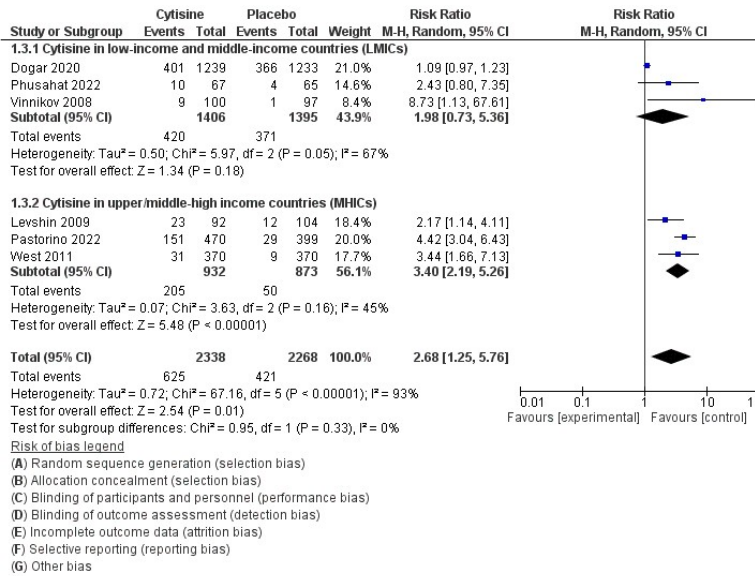 Cytisine Placebo Risk Ratio Risk Ratio
Study or Subgroup Events Total Events Total Weight M-H, Random, 95% CI M-H, Random, 95% CI
1.3.1 Cytisine in low-income and middle-income countries (LMICs)
Dogar 2020 401 1239 366 1233 21.0% 1.09 [0.97, 1.23]
Phusahat 2022 10 67 4 65 14.6% 2.43 [0.80, 7.35]
Vinnikov 2008 9 100 1 97 8.4% 8.73 [1.13, 67.61]
Subtotal (95% CI) 1406 1395 43.9% 1.98 [0.73, 5.36]
Total events 420 371
Heterogeneity: Tau² = 0.50; Chi² = 5.97, df = 2 (P = 0.05); I² = 67%
Test for overall effect: Z = 1.34 (P = 0.18)
1.3.2 Cytisine in upper/middle-high income countries (MHICs)
Levshin 2009 23 92 12 104 18.4% 2.17 [1.14, 4.11]
Pastorino 2022 151 470 29 399 20.0% 4.42 [3.04, 6.43]
West 2011 31 370 9 370 17.7% 3.44 [1.66, 7.13]
Subtotal (95% CI) 932 873 56.1% 3.40 [2.19, 5.26]
Total events 205 50
Heterogeneity: Tau² = 0.07; Chi² = 3.63, df = 2 (P = 0.16); I² = 45%
Test for overall effect: Z = 5.48 (P < 0.00001)
Total (95% CI) 2338 2268 100.0% 2.68 [1.25, 5.76]
Total events 625 421
Heterogeneity: Tau² = 0.72; Chi² = 67.16, df = 5 (P < 0.00001); I² = 93%
Test for overall effect: Z = 2.54 (P = 0.01)
Test for subgroup differences: Chi² = 0.95, df = 1 (P = 0.33), I² = 0%
0.01 0.1 1 10
Favours [experimental] Favours [control]
Risk of bias legend
(A) Random sequence generation (selection bias)
(B) Allocation concealment (selection bias)
(C) Blinding of participants and personnel (performance bias)
(D) Blinding of outcome assessment (detection bias)
(E) Incomplete outcome data (attrition bias)
(F) Selective reporting (reporting bias)
(G) Other bias